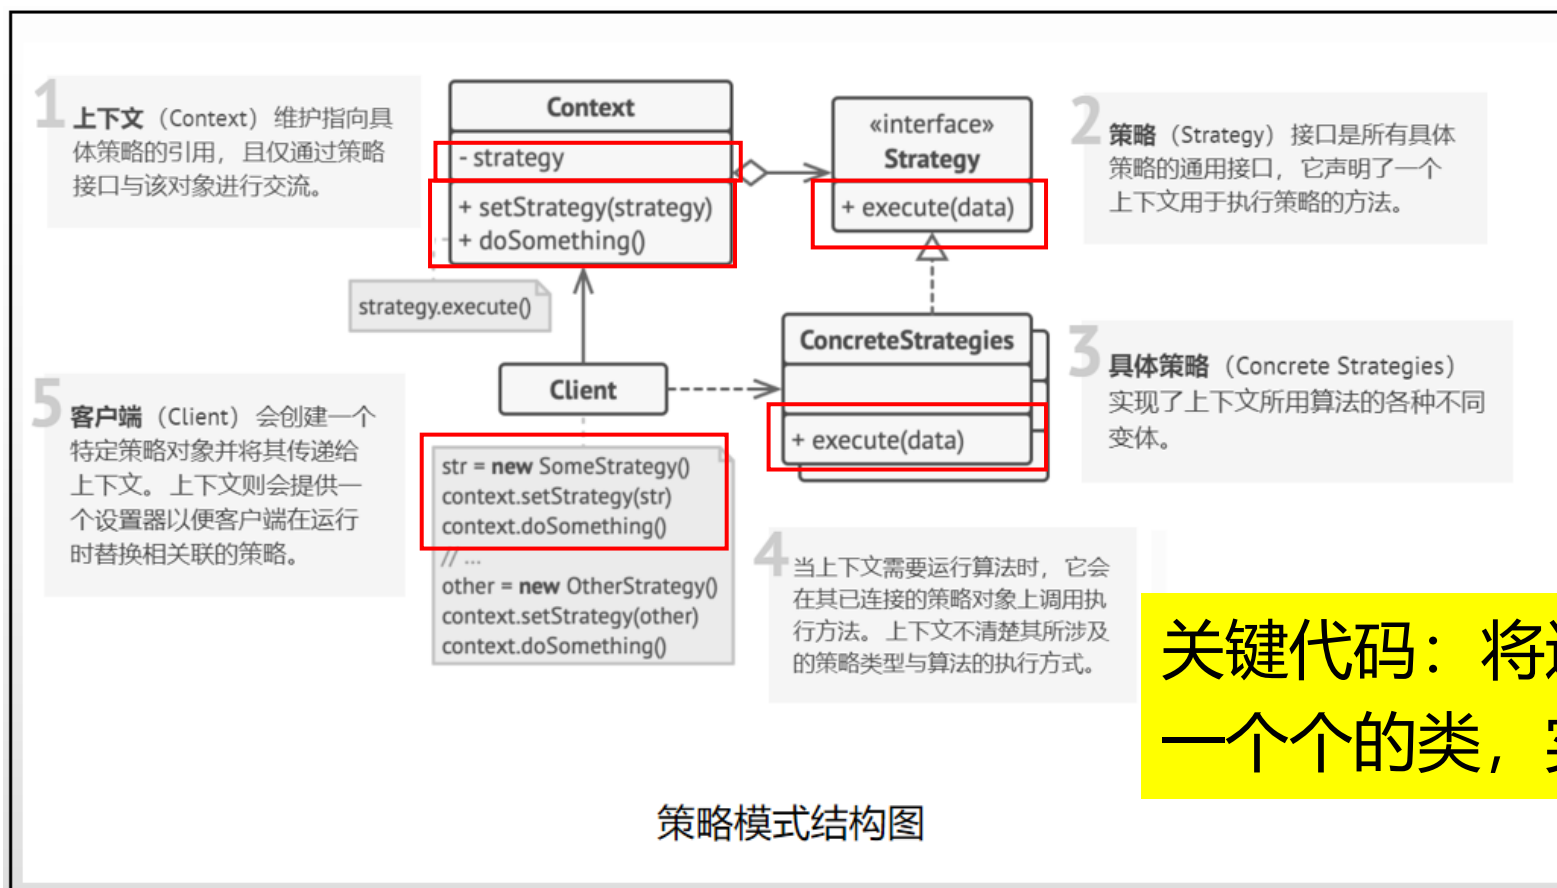 1
上下文（Context）维护指向具
体策略的引用，且仅通过策略
接口与该对象进行交流。
Context
- strategy
+ setStrategy(strategy)
+ doSomething()
strategy.execute()
«interface»
Strategy
+ execute(data)
2
策略（Strategy）接口是所有具体
策略的通用接口，它声明了一个
上下文用于执行策略的方法。
ConcreteStrategies
+ execute(data)
3
具体策略（Concrete Strategies）
实现了上下文所用算法的各种不同
变体。
Client
5
客户端（Client）会创建一个
特定策略对象并将其传递给
上下文。上下文则会提供一
个设置器以便客户端在运行
时替换相关联的策略。
str = new SomeStrategy()
context.setStrategy(str)
context.doSomething()
// ...
other = new OtherStrategy()
context.setStrategy(other)
context.doSomething()
4
当上下文需要运行算法时，它会
在其已连接的策略对象上调用执
行方法。上下文不清楚其所涉及
的策略类型与算法的执行方式。
关键代码：将
一个个的类，
策略模式结构图